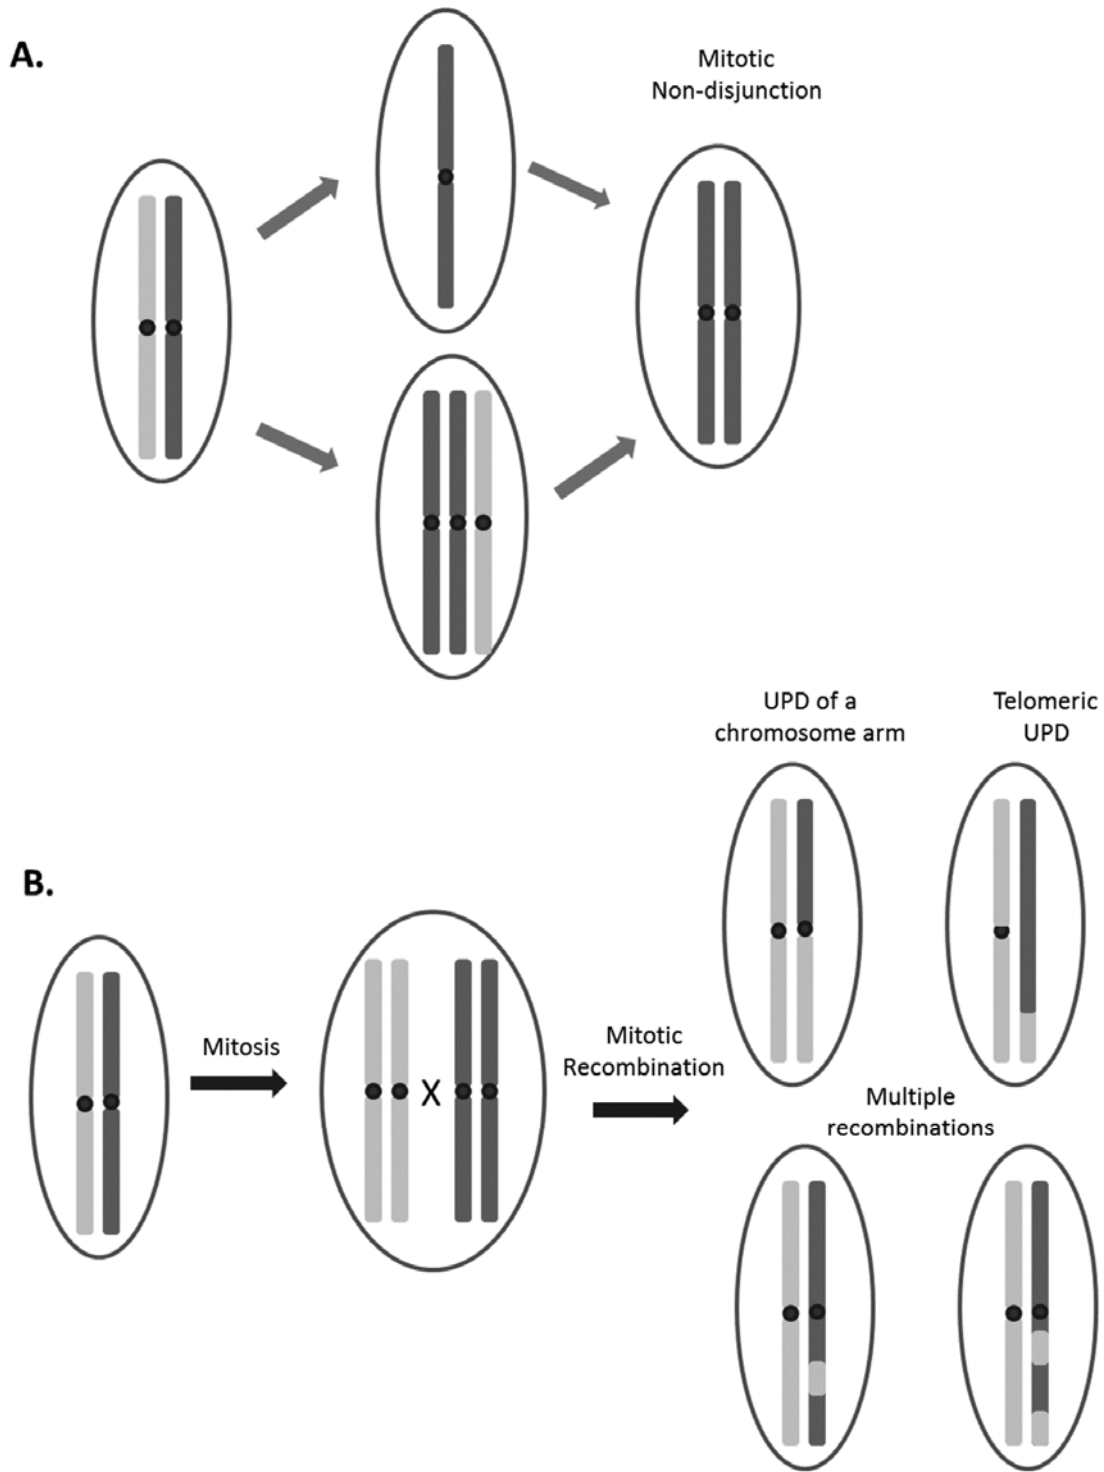 A.
Mitotic
Non-disjunction
UPD of a
chromosome arm
Telomeric
UPD
B.
Mitosis
X
Mitotic
Recombination
Multiple
recombinations